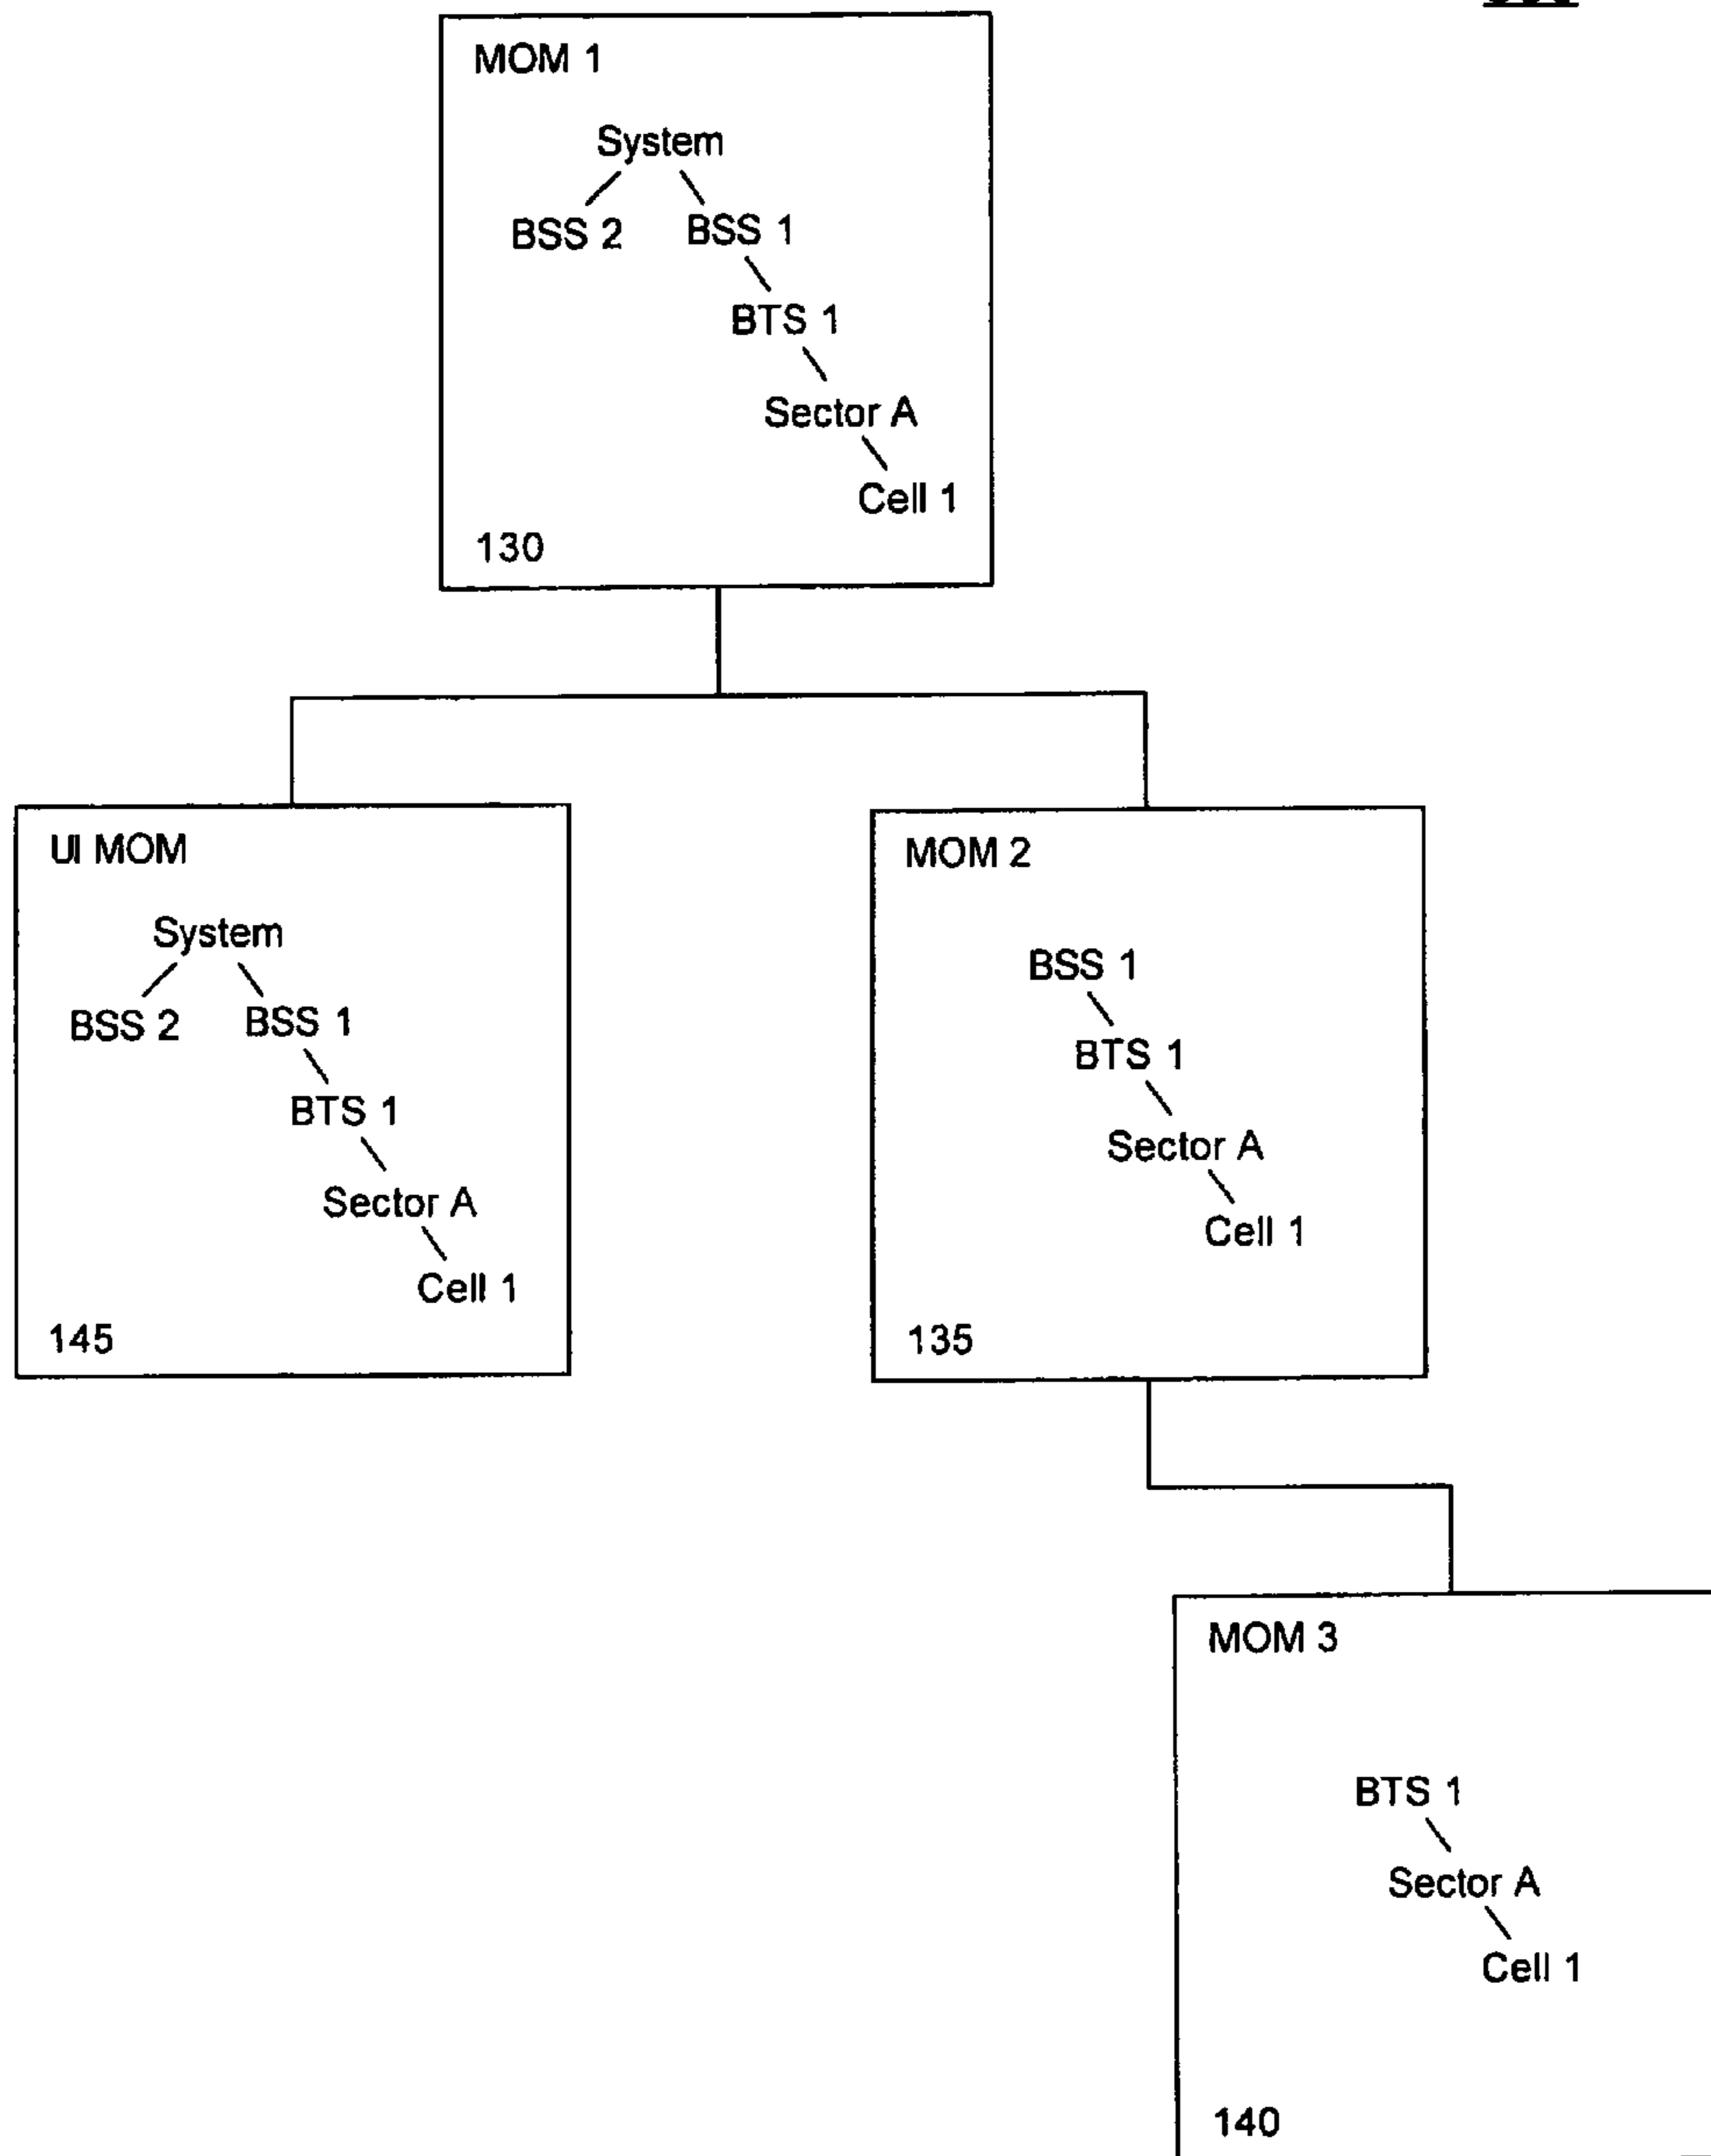 MOM 1
System
BSS 2 BSS 1
BTS 1
Sector A
Cell 1
130
UI MOM
System
BSS 2 BSS 1
BTS 1
Sector A
Cell 1
145
MOM 2
BSS 1
BTS 1
Sector A
Cell 1
135
MOM 3
BTS 1
Sector A
Cell 1
140